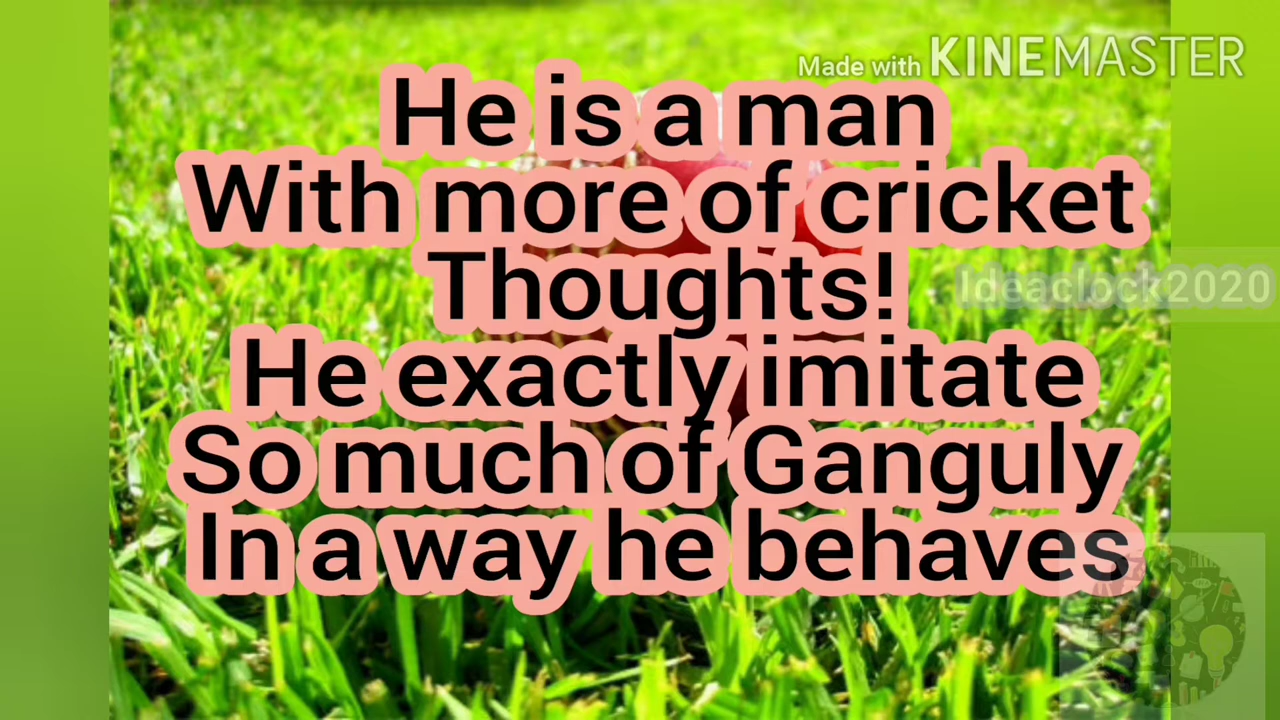 Made with KINEMASTER
He is a man
With more of cricket
Thoughts!
Ideaclock2020
He exactly imitate
So much of Ganguly
In a way he behaves